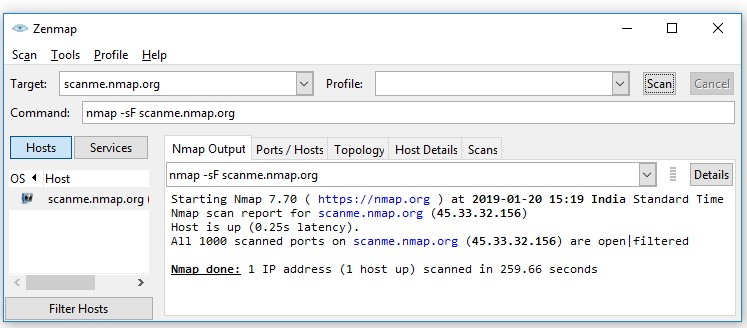 Zenmap
Scan Tools Profile Help
Target: scanme.nmap.org Profile: Scan Cancel
Command: nmap -sF scanme.nmap.org
Hosts Services
Nmap Output Ports / Hosts Topology Host Details Scans
OS Host
nmap -sF scanme.nmap.org Details
scanme.nmap.org (
Starting Nmap 7.70 ( https://nmap.org ) at 2019-01-20 15:19 India Standard Time
Nmap scan report for scanme.nmap.org (45.33.32.156)
Host is up (0.25s latency).
All 1000 scanned ports on scanme.nmap.org (45.33.32.156) are open|filtered
Nmap done: 1 IP address (1 host up) scanned in 259.66 seconds
Filter Hosts